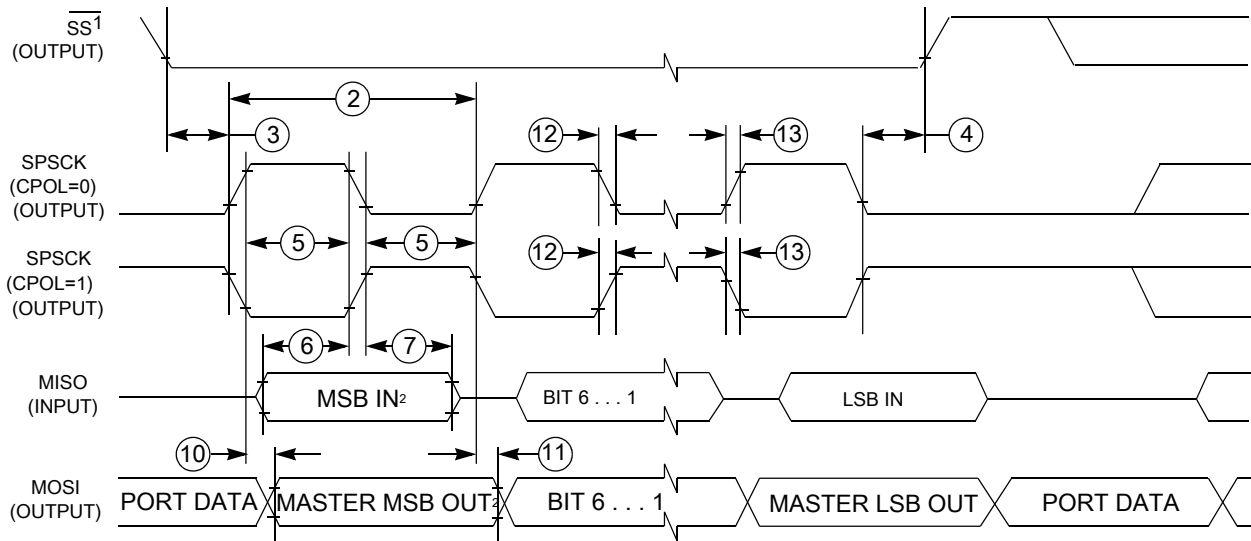 SS1
(OUTPUT)
2
3
12
13
4
SPSCK
(CPOL=0)
(OUTPUT)
5
5
SPSCK
(CPOL=1)
(OUTPUT)
12
13
6
7
MISO
(INPUT)
MSB IN2
BIT 6 . . . 1
LSB IN
10
11
MOSI
(OUTPUT)
PORT DATA
MASTER MSB OUT2
BIT 6 . . . 1
MASTER LSB OUT
PORT DATA